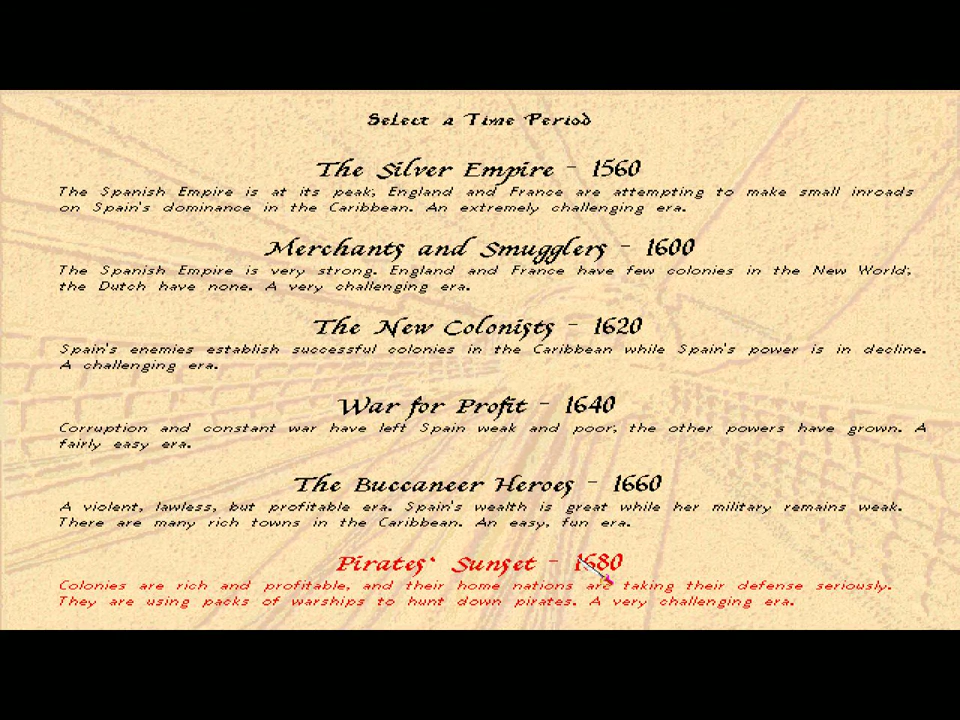 Select a Time Period
The Silver Empire - 1560
The Spanish Empire is at its peak; England and France are attempting to make small inroads
on Spain's dominance in the Caribbean. An extremely challenging era.
Merchants and Smugglers - 1600
The Spanish Empire is very strong. England and France have few colonies in the New World;
the Dutch have none. A very challenging era.
The New Colonists - 1620
Spain's enemies establish successful colonies in the Caribbean while Spain's power is in decline.
A challenging era.
War for Profit - 1640
Corruption and constant war have left Spain weak and poor; the other powers have grown. A
fairly easy era.
The Buccaneer Heroes - 1660
A violent, lawless, but profitable era. Spain's wealth is great while her military remains weak.
There are many rich towns in the Caribbean. An easy, fun era.
Pirates' Sunset - 1680
Colonies are rich and profitable, and their home nations are taking their defense seriously.
They are using packs of warships to hunt down pirates. A very challenging era.